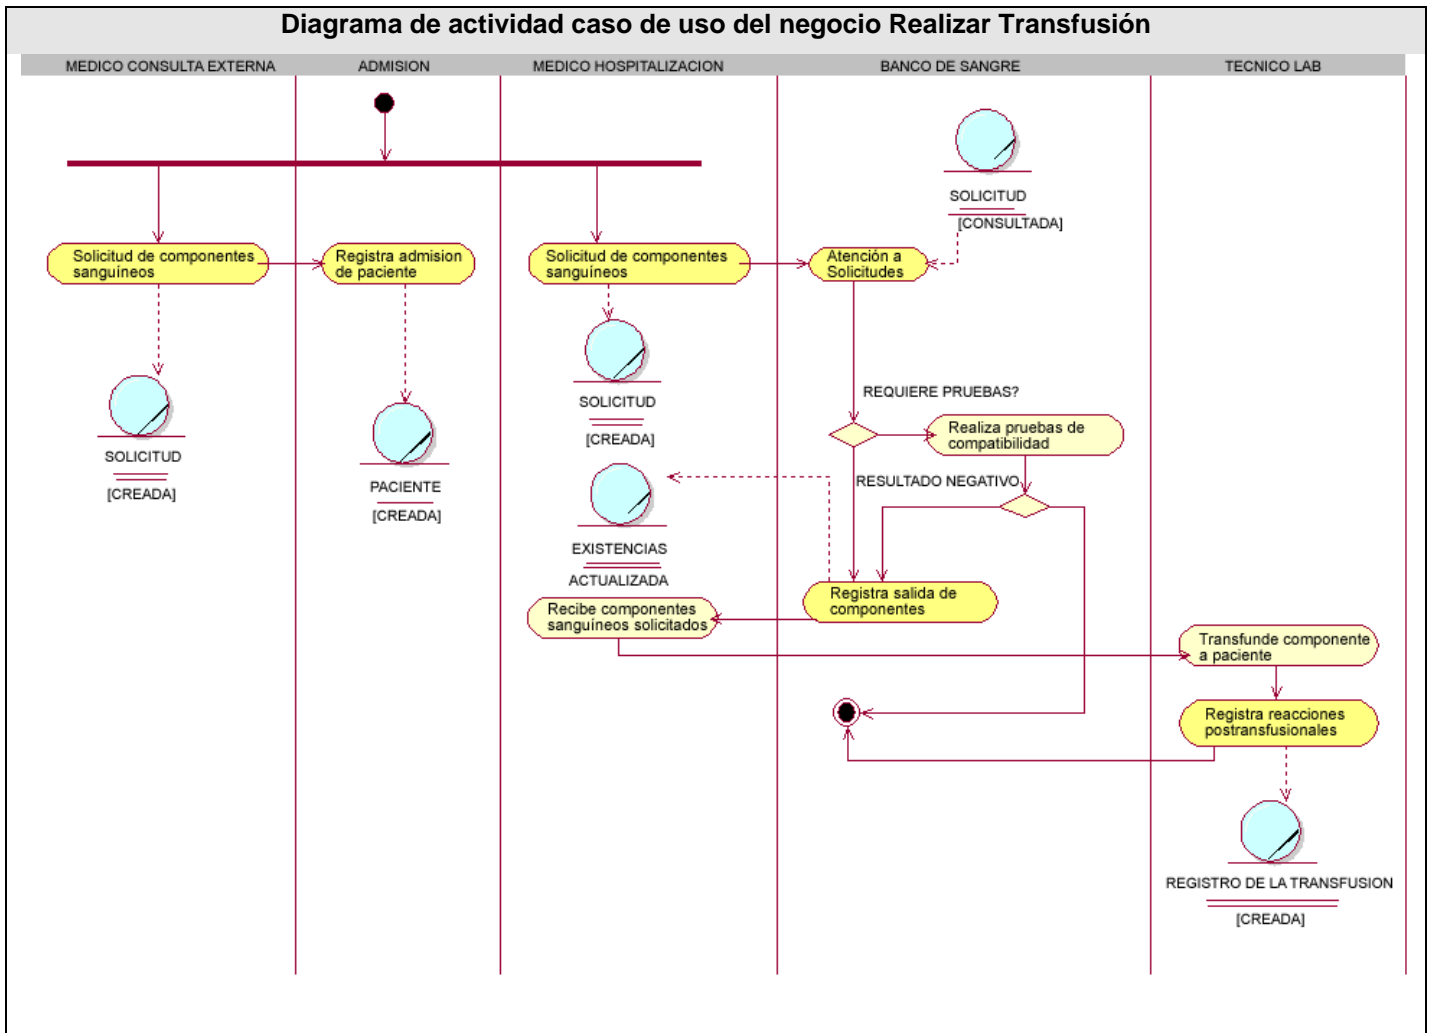 Diagrama de actividad caso de uso del negocio Realizar Transfusión
MEDICO CONSULTA EXTERNA
ADMISION
MEDICO HOSPITALIZACION
BANCO DE SANGRE
TECNICO LAB
SOLICITUD
[CONSULTADA]
Solicitud de componentes
sanguíneos
Registra admision
de paciente
Solicitud de componentes
sanguíneos
Atención a
Solicitudes
SOLICITUD
[CREADA]
PACIENTE
[CREADA]
SOLICITUD
[CREADA]
REQUIERE PRUEBAS?
Realiza pruebas de
compatibilidad
RESULTADO NEGATIVO
EXISTENCIAS
ACTUALIZADA
Registra salida de
componentes
Recibe componentes
sanguíneos solicitados
Transfunde componente
a paciente
Registra reacciones
postransfusionales
REGISTRO DE LA TRANSFUSION
[CREADA]